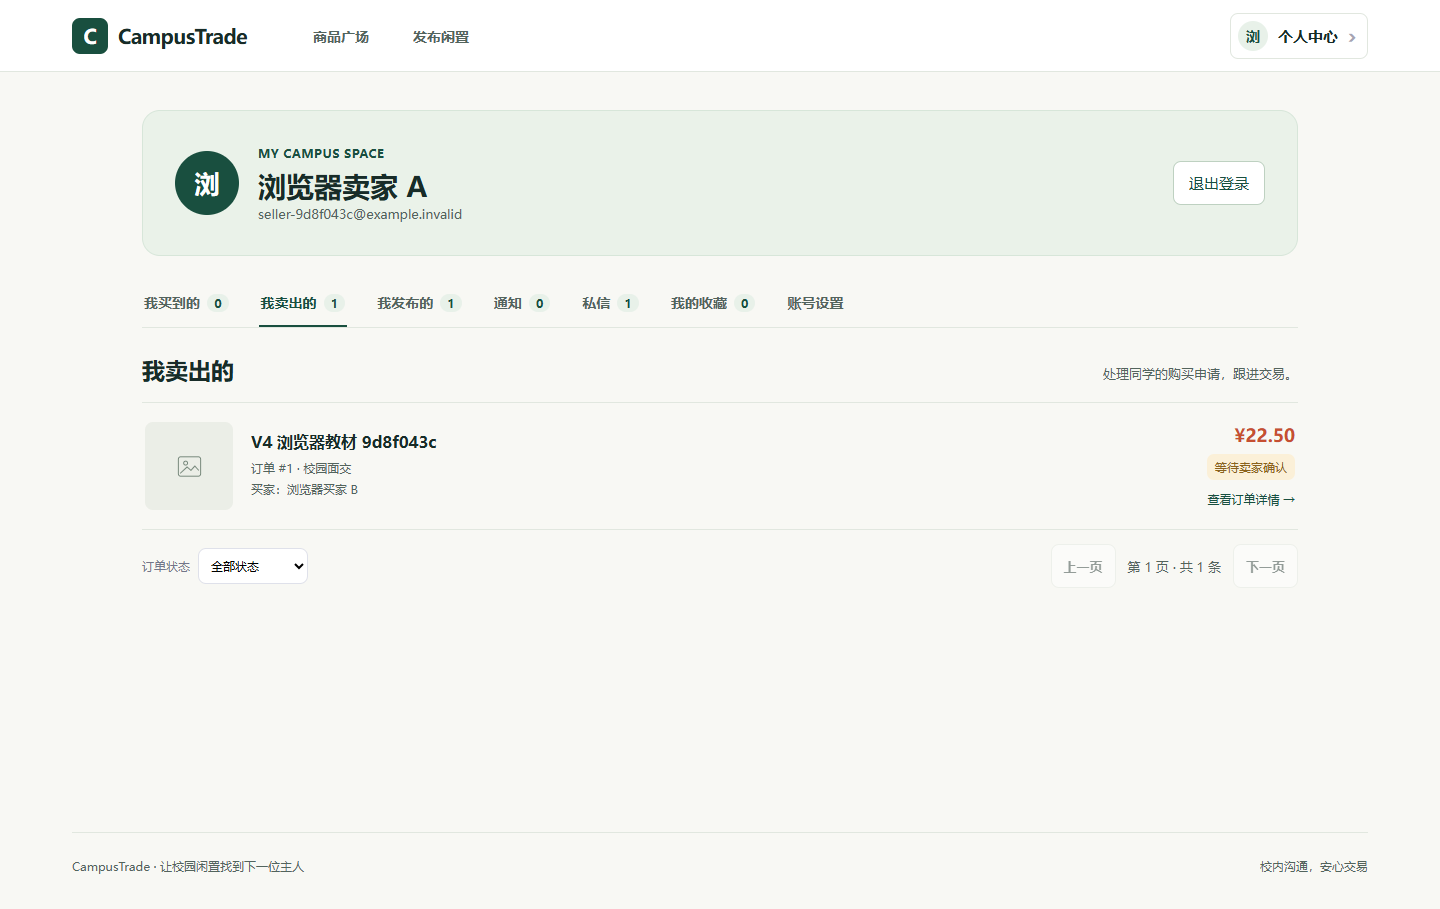 C CampusTrade 商品广场 发布闲置 浏 个人中心 ›
浏
MY CAMPUS SPACE
浏览器卖家 A
seller-9d8f043c@example.invalid
退出登录
我买到的 0 我卖出的 1 我发布的 1 通知 0 私信 1 我的收藏 0 账号设置
我卖出的
处理同学的购买申请，跟进交易。
V4 浏览器教材 9d8f043c
订单 #1 · 校园面交
买家：浏览器买家 B
¥22.50
等待卖家确认
查看订单详情 →
订单状态 全部状态
上一页 第 1 页 · 共 1 条 下一页
CampusTrade · 让校园闲置找到下一位主人
校内沟通，安心交易